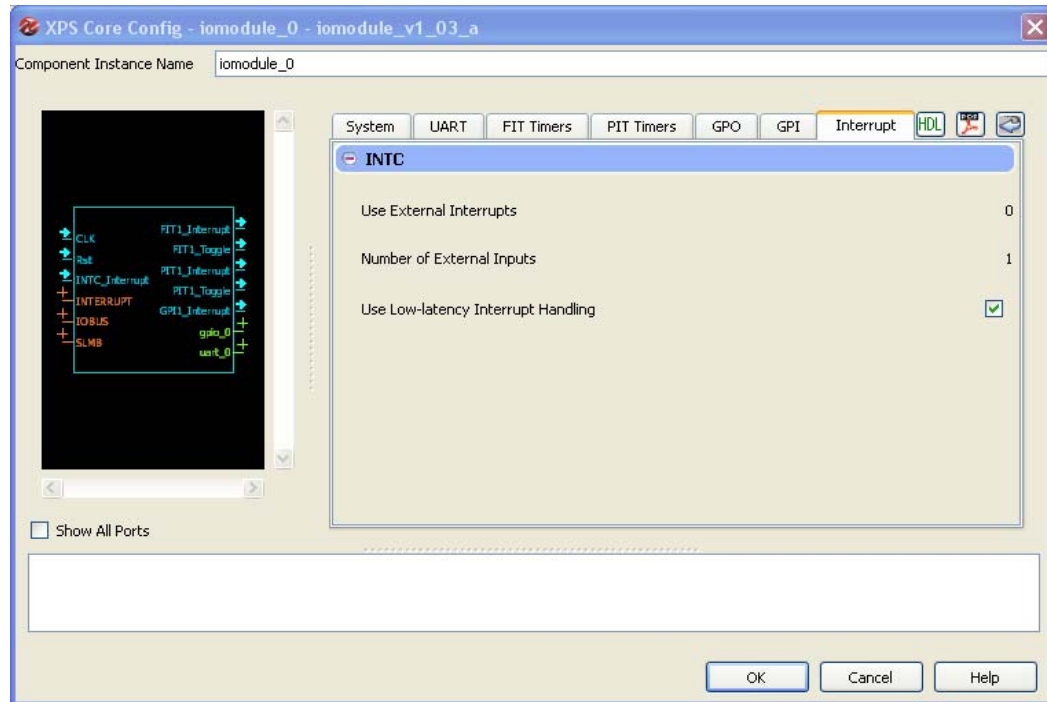 XPS Core Config - iomodule_0 - iomodule_v1_03_a
Component Instance Name iomodule_0
System UART FIT Timers PIT Timers GPO GPI Interrupt HDL PDF
INTC
Use External Interrupts 0
Number of External Inputs 1
Use Low-latency Interrupt Handling
CLK
Rst
INTC_Interrupt
INTERRUPT
IOBUS
SLMB
FIT1_Interrupt
FIT1_Toggle
PIT1_Interrupt
PIT1_Toggle
GPI1_Interrupt
gpio_0
uart_0
Show All Ports
OK Cancel Help